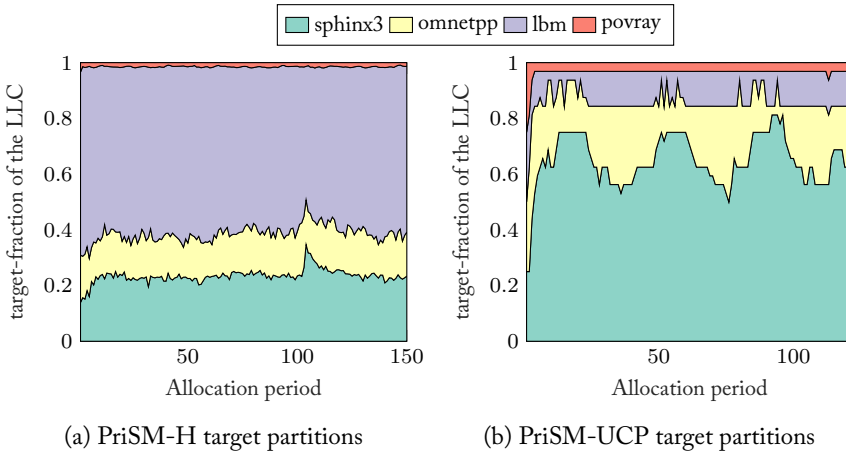 sphinx3 omnetpp lbm povray
target-fraction of the LLC
1
0.8
0.6
0.4
0.2
0
50 100 150
Allocation period
(a) PriSM-H target partitions
target-fraction of the LLC
1
0.8
0.6
0.4
0.2
0
50 100
Allocation period
(b) PriSM-UCP target partitions